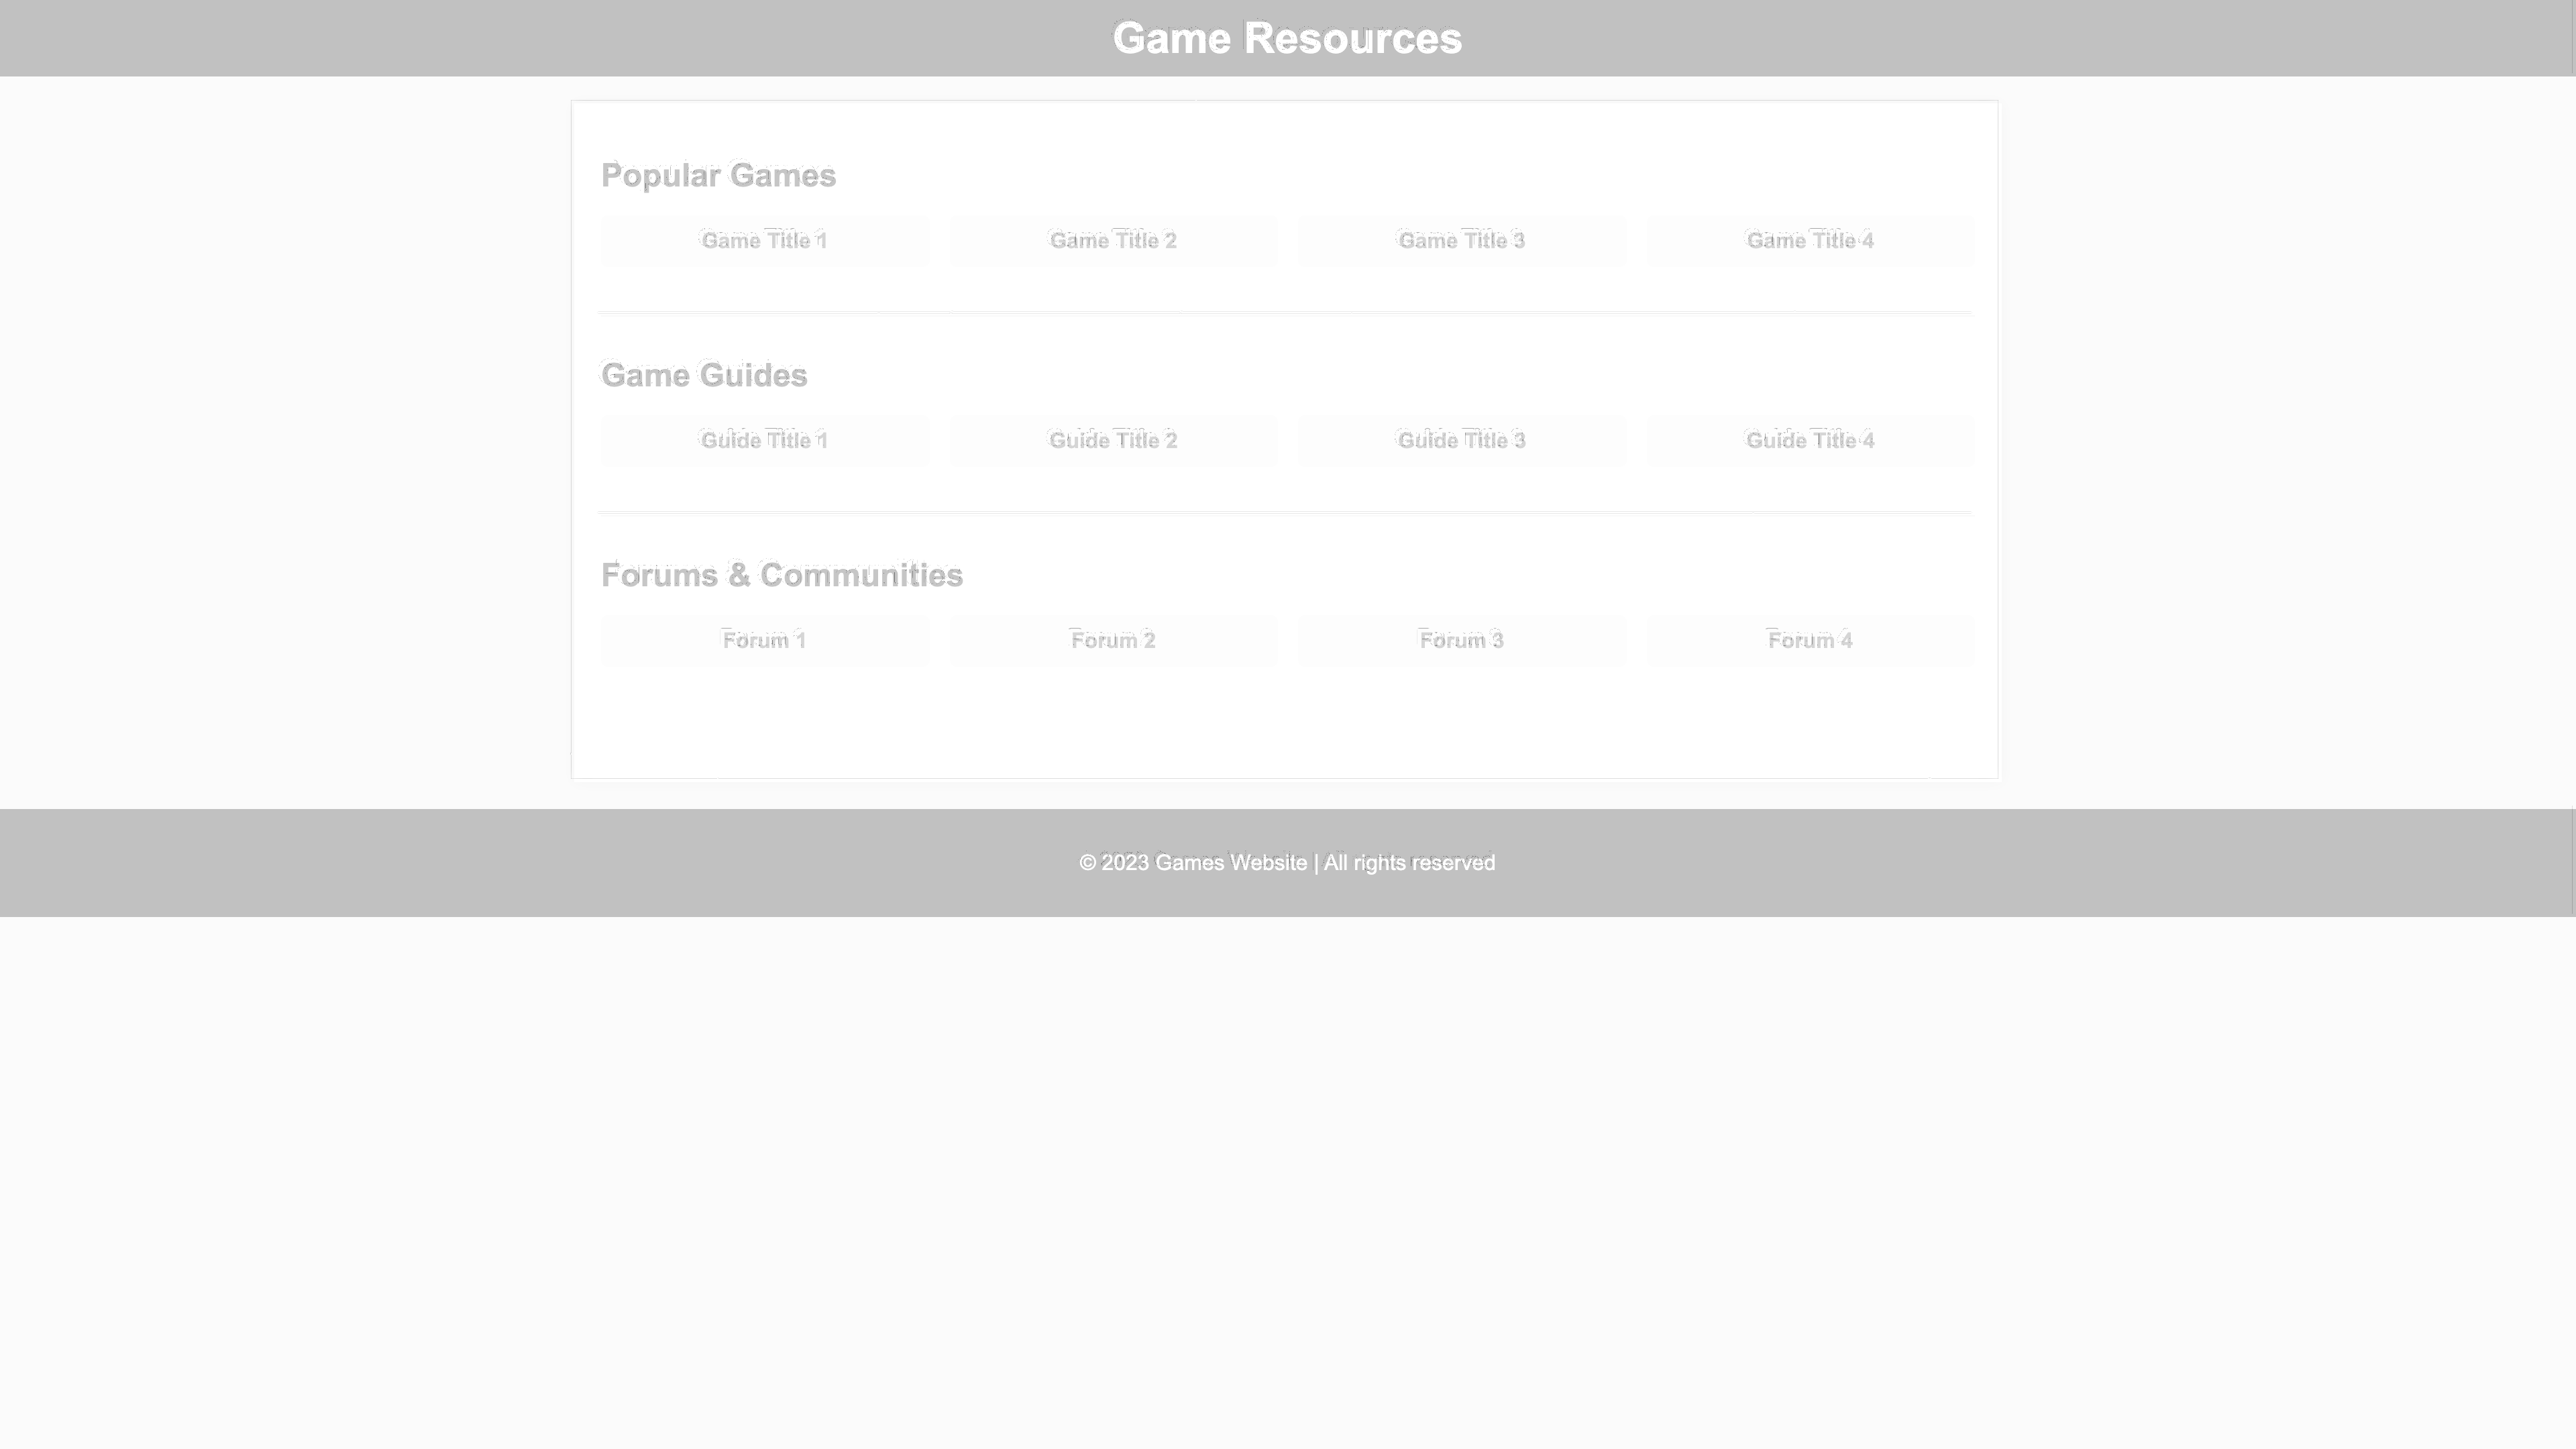 Game Resources
Popular Games
Game Title 1 Game Title 2 Game Title 3 Game Title 4
Game Guides
Guide Title 1 Guide Title 2 Guide Title 3 Guide Title 4
Forums & Communities
Forum 1 Forum 2 Forum 3 Forum 4
© 2023 Games Website | All rights reserved